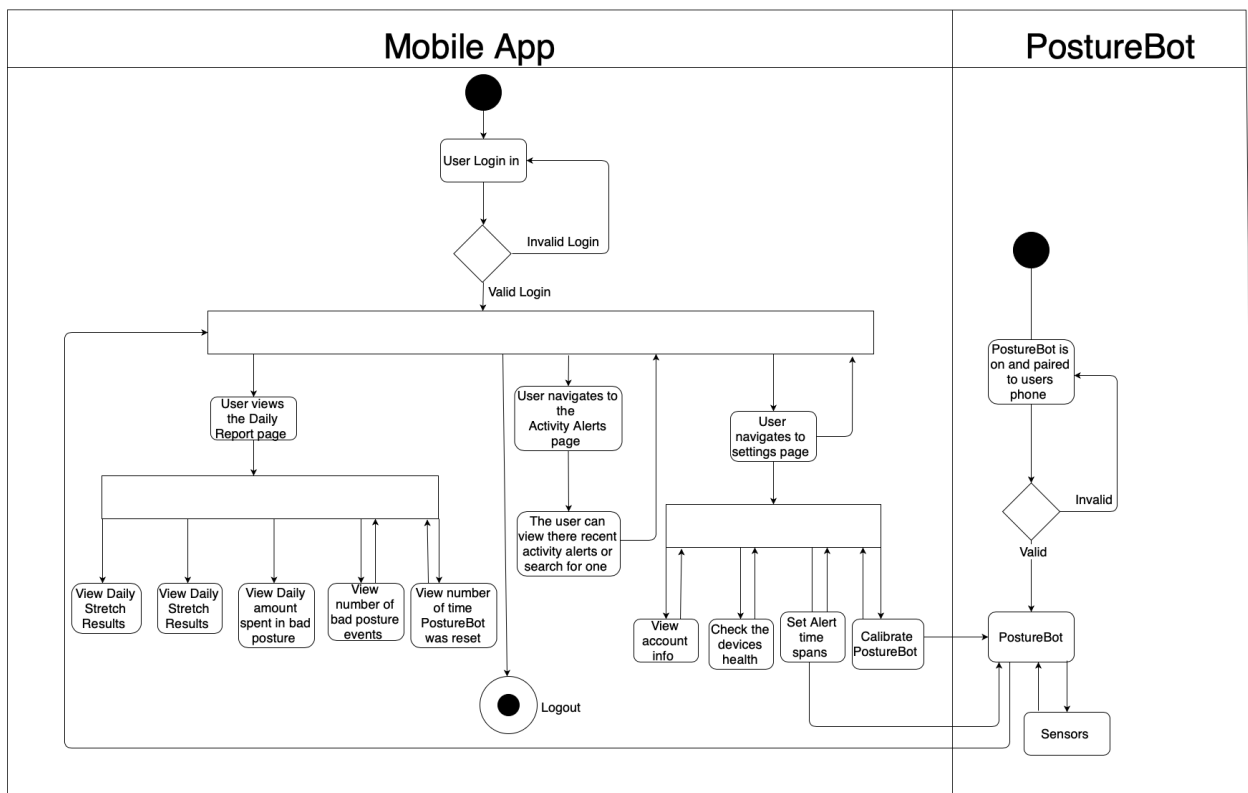 Mobile App
PostureBot
User Login in
Invalid Login
Valid Login
User views
the Daily
Report page
User navigates to
the
Activity Alerts
page
User
navigates to
settings page
PostureBot is
on and paired
to users
phone
The user can
view there recent
activity alerts or
search for one
Invalid
Valid
View Daily
Stretch
Results
View Daily
Stretch
Results
View Daily
amount
spent in bad
posture
View
number of
bad posture
events
View number
of time
PostureBot
was reset
View
account
info
Check the
devices
health
Set Alert
time
spans
Calibrate
PostureBot
PostureBot
Logout
Sensors